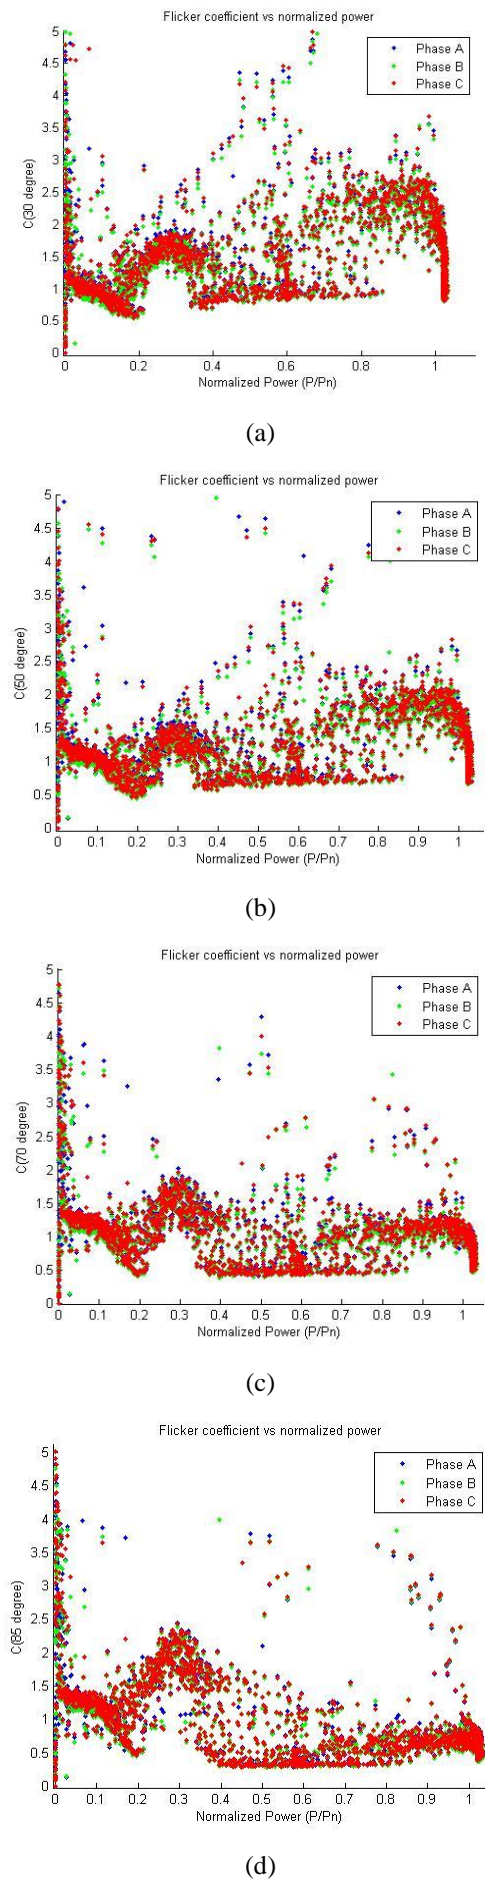 Flicker coefficient vs normalized power
5
4.5
4
3.5
3
2.5
2
1.5
1
0.5
0
C(30 degree)
Phase A
Phase B
Phase C
0 0.2 0.4 0.6 0.8 1
Normalized Power (P/Pn)
(a)
Flicker coefficient vs normalized power
5
4.5
4
3.5
3
2.5
2
1.5
1
0.5
0
C(50 degree)
Phase A
Phase B
Phase C
0 0.1 0.2 0.3 0.4 0.5 0.6 0.7 0.8 0.9 1
Normalized Power (P/Pn)
(b)
Flicker coefficient vs normalized power
5
4.5
4
3.5
3
2.5
2
1.5
1
0.5
0
C(70 degree)
Phase A
Phase B
Phase C
0 0.1 0.2 0.3 0.4 0.5 0.6 0.7 0.8 0.9 1
Normalized Power (P/Pn)
(c)
Flicker coefficient vs normalized power
5
4.5
4
3.5
3
2.5
2
1.5
1
0.5
0
C(85 degree)
Phase A
Phase B
Phase C
0 0.1 0.2 0.3 0.4 0.5 0.6 0.7 0.8 0.9 1
Normalized Power (P/Pn)
(d)